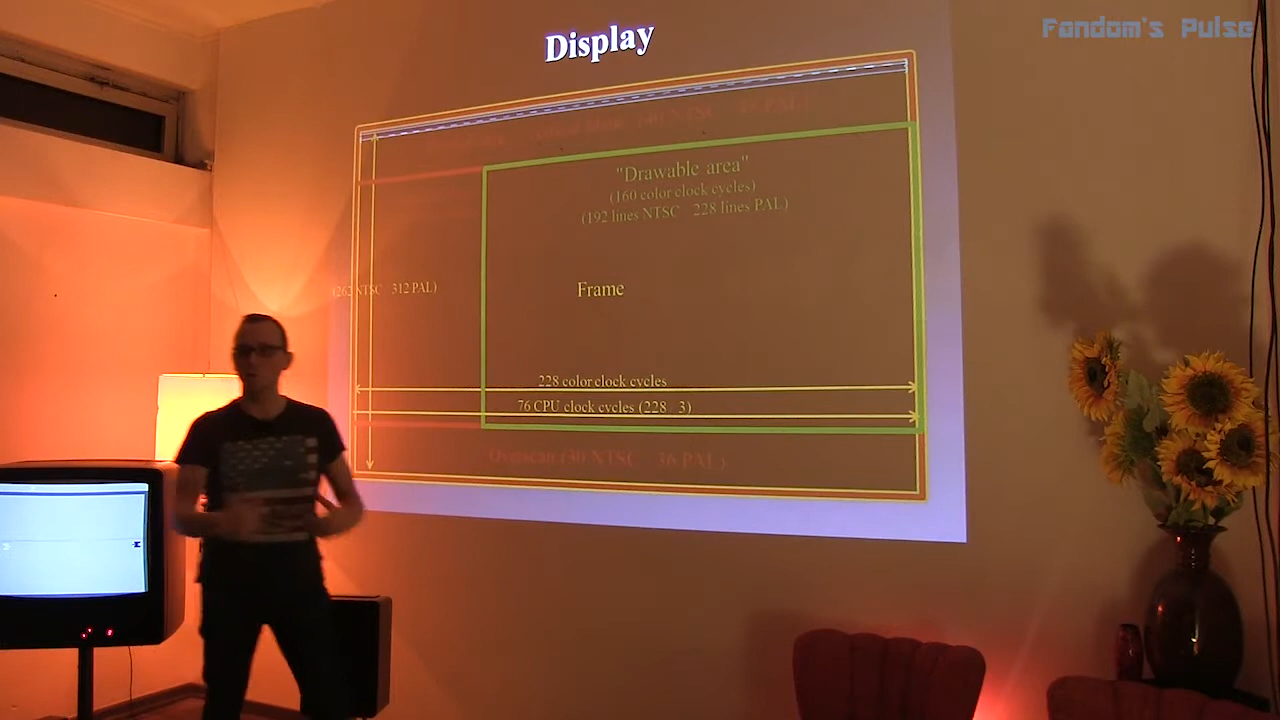 Fandom's Pulse
Display
"Drawable area"
(160 color clock cycles)
(192 lines NTSC 228 lines PAL)
(262 NTSC 312 PAL)
Frame
228 color clock cycles
76 CPU clock cycles (228 3)
Overscan (30 NTSC 36 PAL)